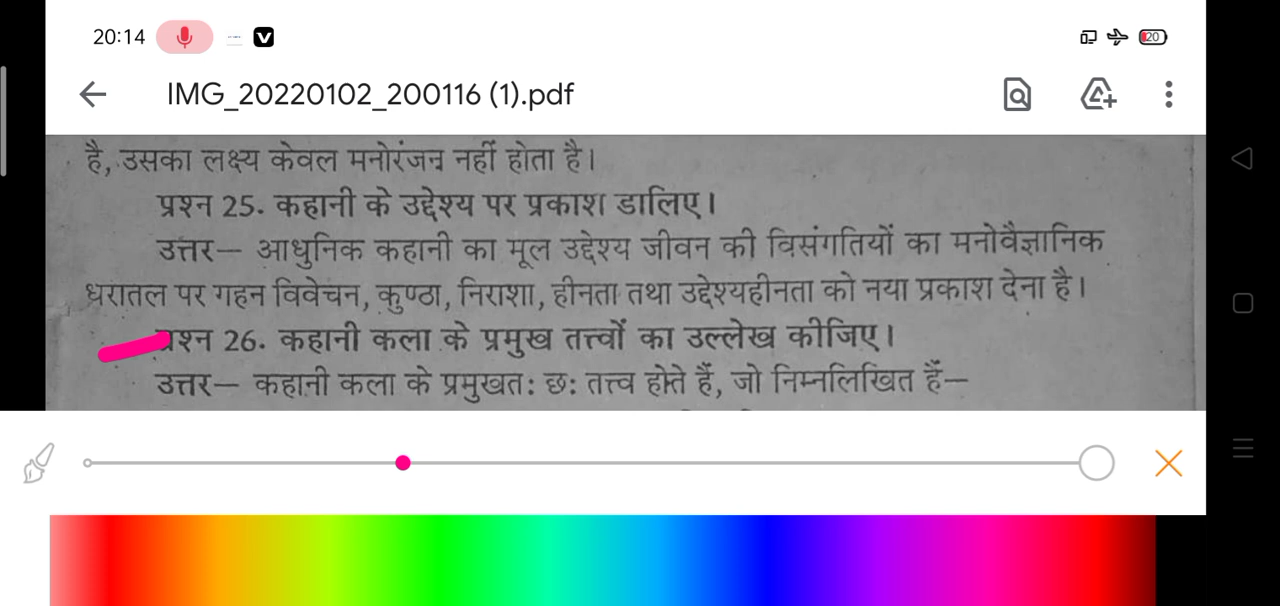 20:14
20
IMG_20220102_200116 (1).pdf
है, उसका लक्ष्य केवल मनोरंजन नहीं होता है।
प्रश्न 25. कहानी के उद्देश्य पर प्रकाश डालिए।
उत्तर— आधुनिक कहानी का मूल उद्देश्य जीवन की विसंगतियों का मनोवैज्ञानिक
धरातल पर गहन विवेचन, कुण्ठा, निराशा, हीनता तथा उद्देश्यहीनता को नया प्रकाश देना है।
प्रश्न 26. कहानी कला के प्रमुख तत्त्वों का उल्लेख कीजिए।
उत्तर— कहानी कला के प्रमुखत: छ: तत्त्व होते हैं, जो निम्नलिखित हैं—